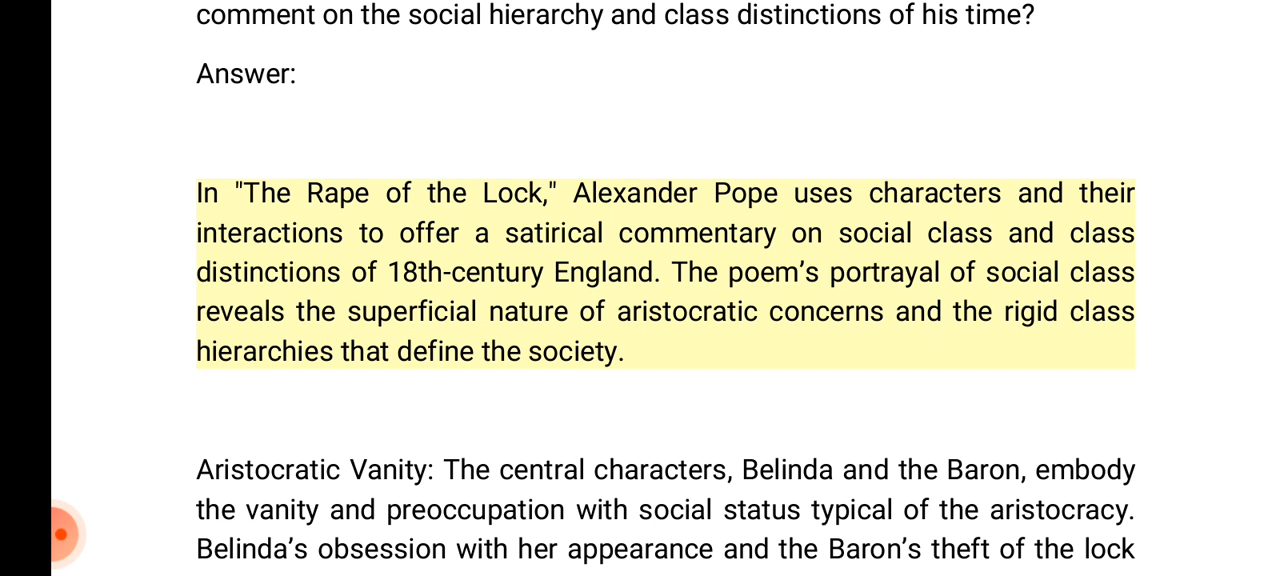 comment on the social hierarchy and class distinctions of his time?
Answer:
In "The Rape of the Lock," Alexander Pope uses characters and their
interactions to offer a satirical commentary on social class and class
distinctions of 18th-century England. The poem’s portrayal of social class
reveals the superficial nature of aristocratic concerns and the rigid class
hierarchies that define the society.
Aristocratic Vanity: The central characters, Belinda and the Baron, embody
the vanity and preoccupation with social status typical of the aristocracy.
Belinda’s obsession with her appearance and the Baron’s theft of the lock